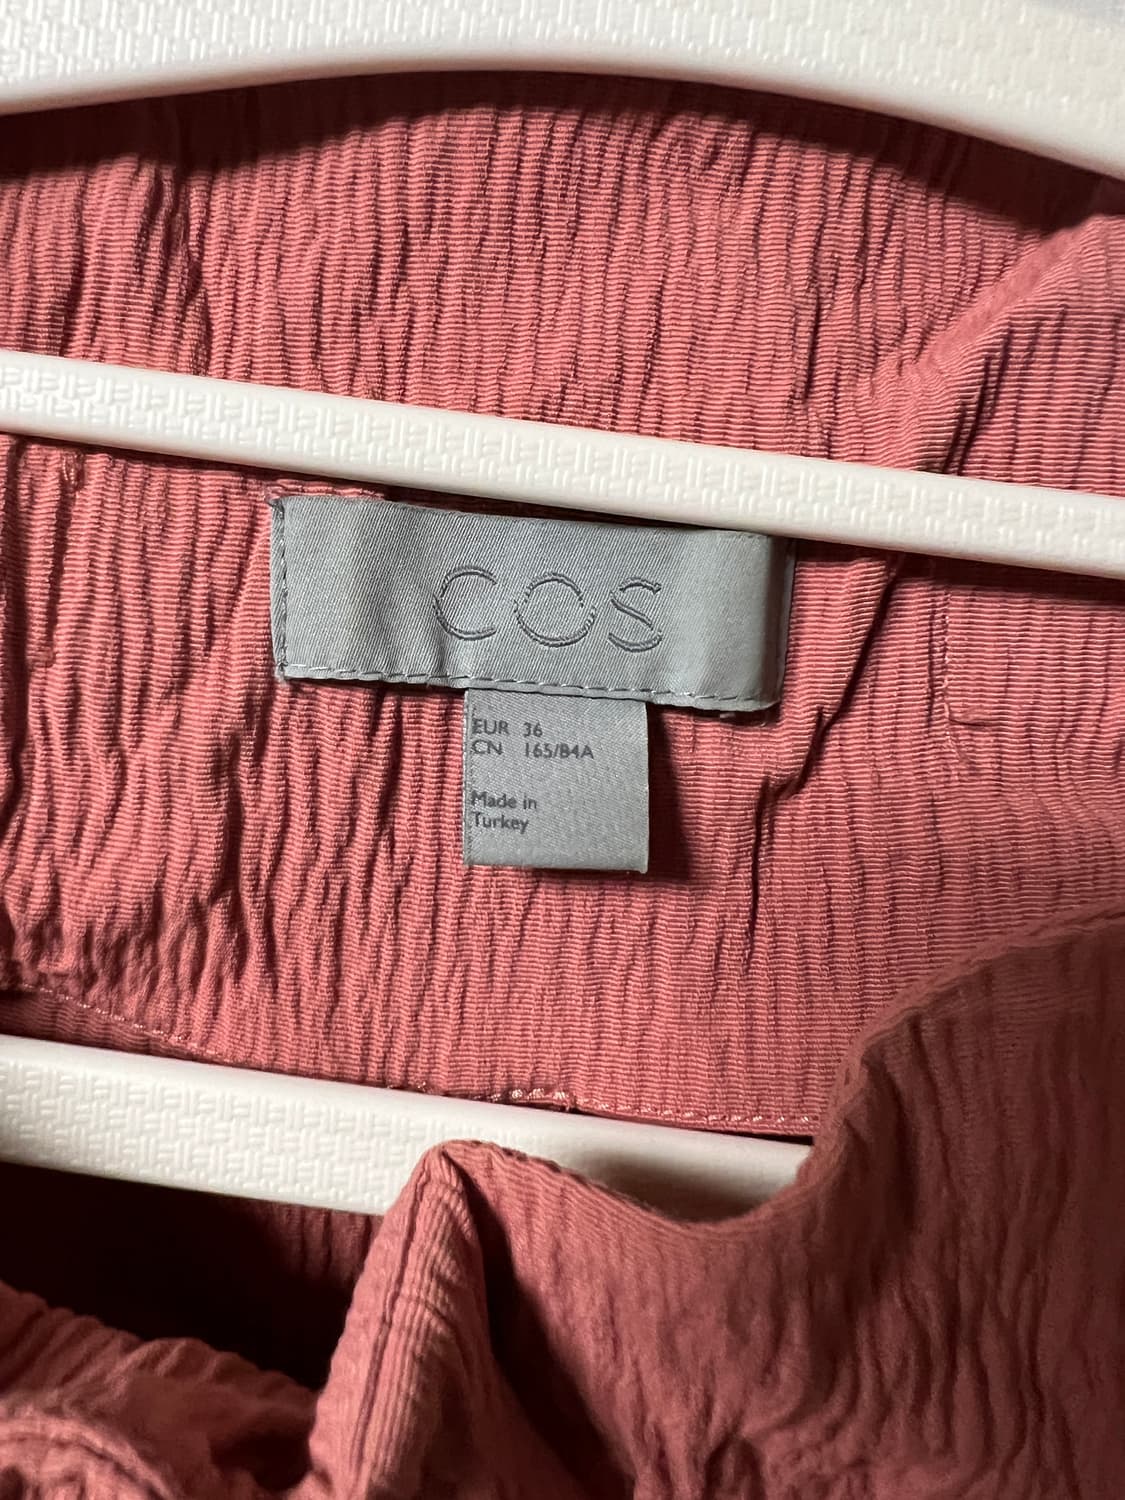 COS
EUR 36
CN 165/84A
Made in
Turkey